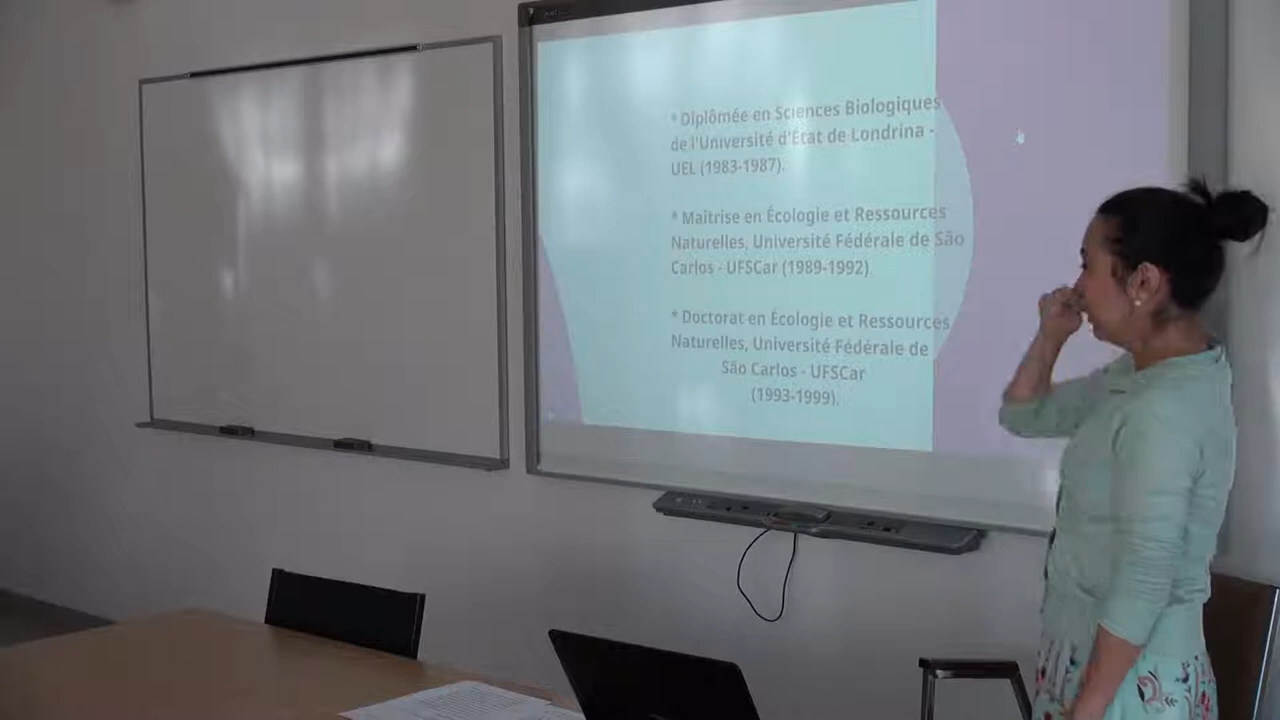 * Diplômée en Sciences Biologiques
de l'Université d'État de Londrina -
UEL (1983-1987).
* Maîtrise en Écologie et Ressources
Naturelles, Université Fédérale de São
Carlos - UFSCar (1989-1992)
* Doctorat en Écologie et Ressources
Naturelles, Université Fédérale de
São Carlos - UFSCar
(1993-1999).